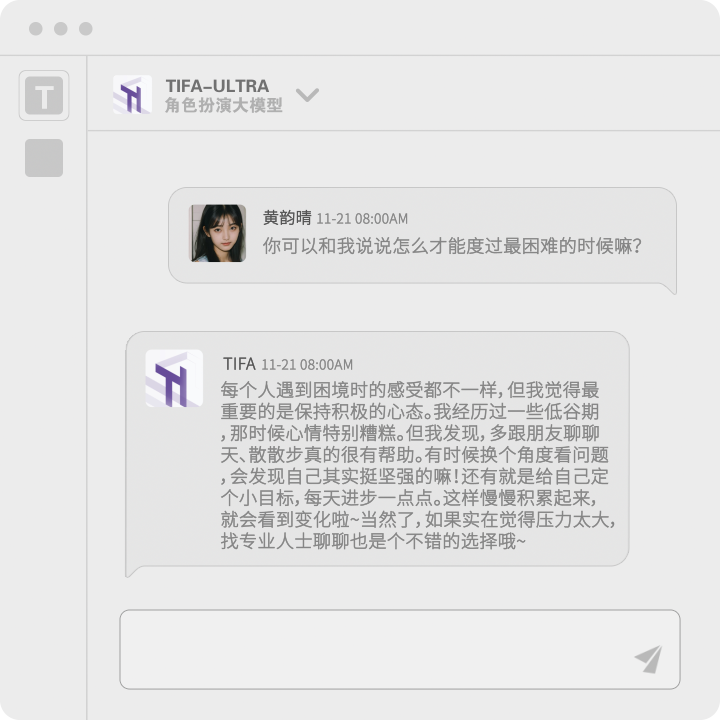 T
TIFA-ULTRA
角色扮演大模型
黄韵晴 11-21 08:00AM
你可以和我说说怎么才能度过最困难的时候嘛?
TIFA 11-21 08:00AM
每个人遇到困境时的感受都不一样,但我觉得最
重要的是保持积极的心态。我经历过一些低谷期
,那时候心情特别糟糕。但我发现,多跟朋友聊聊
天、散散步真的很有帮助。有时候换个角度看问题
,会发现自己其实挺坚强的嘛!还有就是给自己定
个小目标,每天进步一点点。这样慢慢积累起来,
就会看到变化啦~当然了,如果实在觉得压力太大,
找专业人士聊聊也是个不错的选择哦~